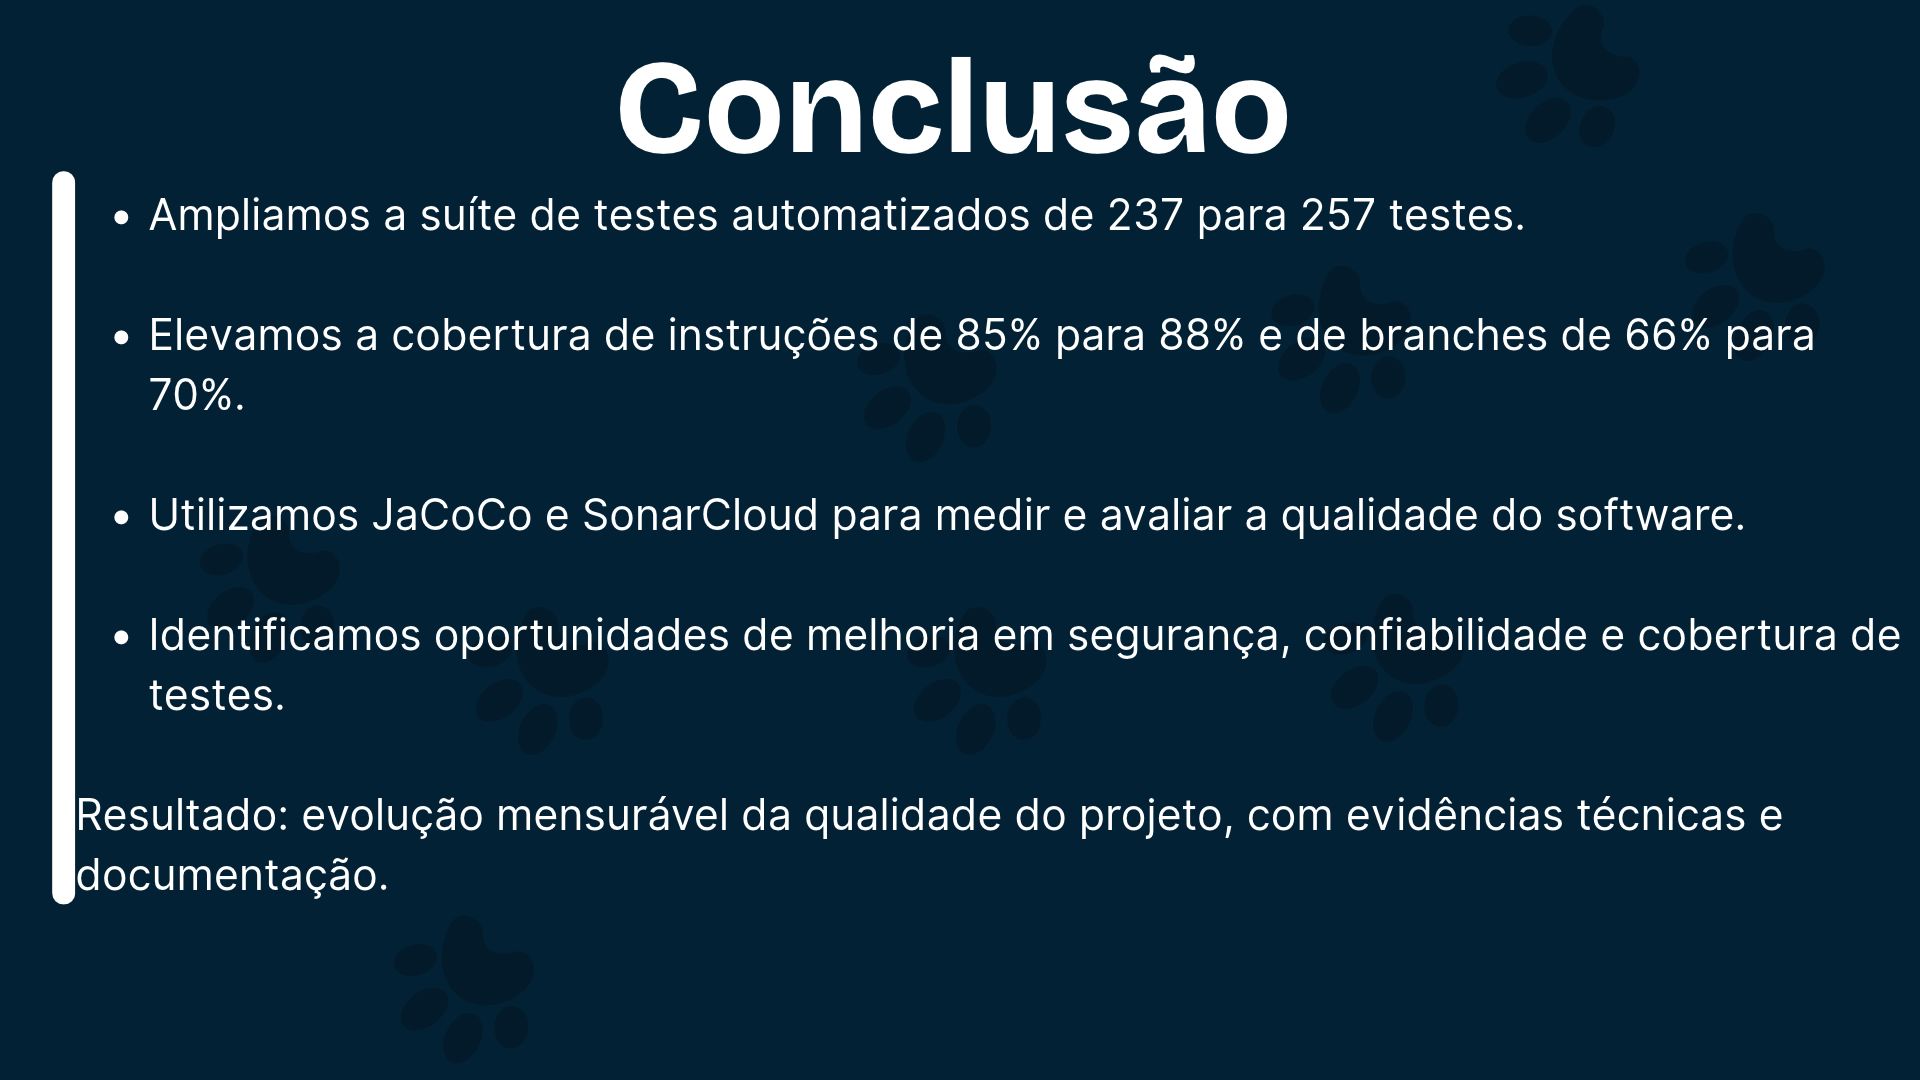 Conclusão
• Ampliamos a suíte de testes automatizados de 237 para 257 testes.
• Elevamos a cobertura de instruções de 85% para 88% e de branches de 66% para
70%.
• Utilizamos JaCoCo e SonarCloud para medir e avaliar a qualidade do software.
• Identificamos oportunidades de melhoria em segurança, confiabilidade e cobertura de
testes.
Resultado: evolução mensurável da qualidade do projeto, com evidências técnicas e
documentação.